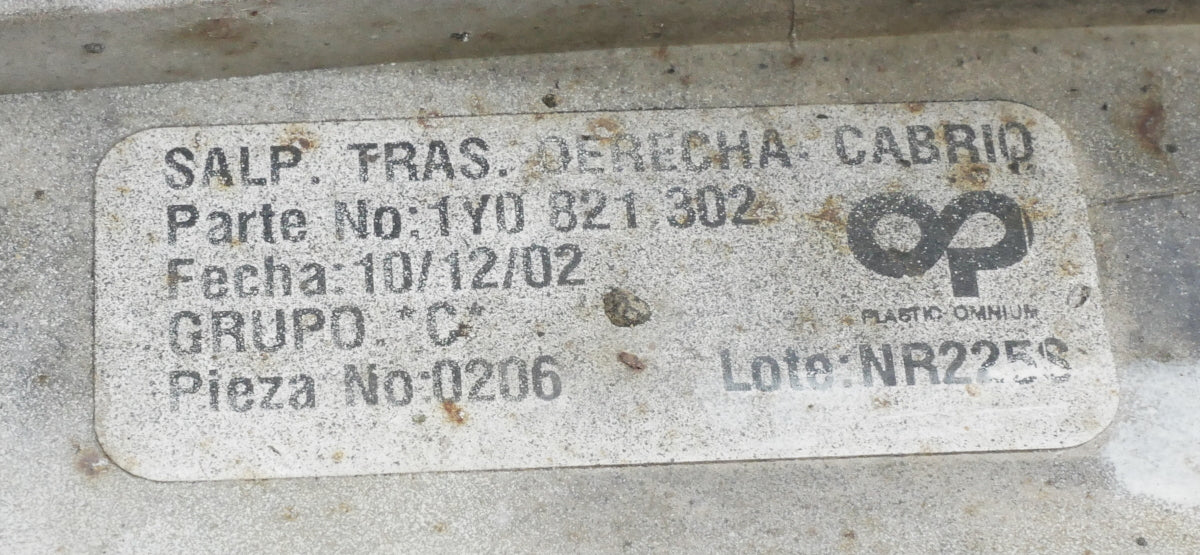 SALP. TRAS. DERECHA CABRIO
Parte No:1Y0 821 302
Fecha:10/12/02
PLASTIC OMNIUM
GRUPO. "C"
Pieza No:0206
Lote:NR225S